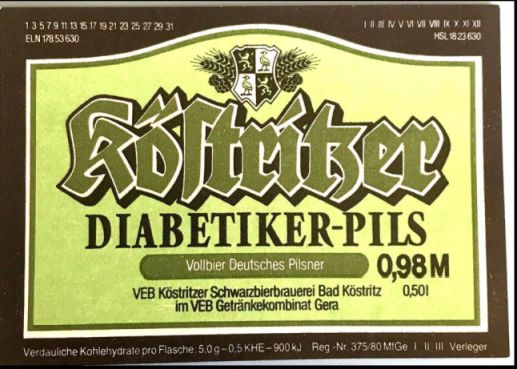 1 3 5 7 9 11 13 15 17 19 21 23 25 27 29 31
I II III IV V VI VII VIII IX X XI XII
ELN 178 53 630
HSL 18 23 630
Köſtritzer
DIABETIKER-PILS
Vollbier Deutsches Pilsner
0,98 M
VEB Köstritzer Schwarzbierbrauerei Bad Köstritz
0,50 l
im VEB Getränkekombinat Gera
Verdauliche Kohlehydrate pro Flasche: 5,0 g – 0,5 KHE – 900 kJ Reg.-Nr. 375/80 MfGe I II III Verleger